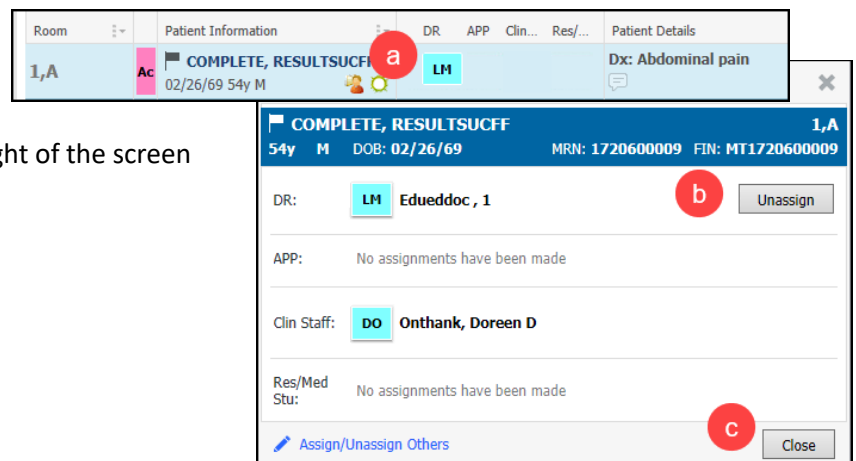 Room Patient Information DR APP Clin... Res/... Patient Details
1,A Ac COMPLETE, RESULTSUCFF a LM Dx: Abdominal pain
02/26/69 54y M
ght of the screen
COMPLETE, RESULTSUCFF 1,A
54y M DOB: 02/26/69 MRN: 1720600009 FIN: MT1720600009
DR: LM Edueddoc , 1 b Unassign
APP: No assignments have been made
Clin Staff: DO Onthank, Doreen D
Res/Med
Stu: No assignments have been made
Assign/Unassign Others c Close